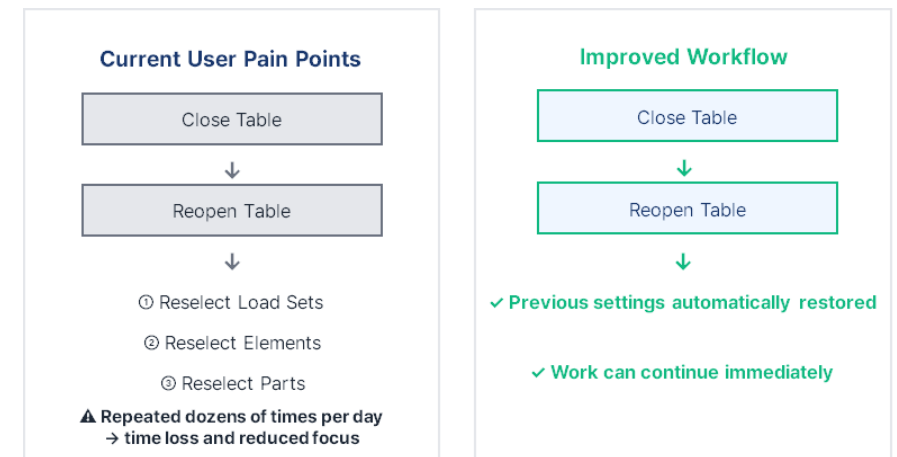 Current User Pain Points
Close Table
↓
Reopen Table
↓
① Reselect Load Sets
② Reselect Elements
③ Reselect Parts
⚠ Repeated dozens of times per day
→ time loss and reduced focus
Improved Workflow
Close Table
↓
Reopen Table
↓
✓ Previous settings automatically restored
✓ Work can continue immediately